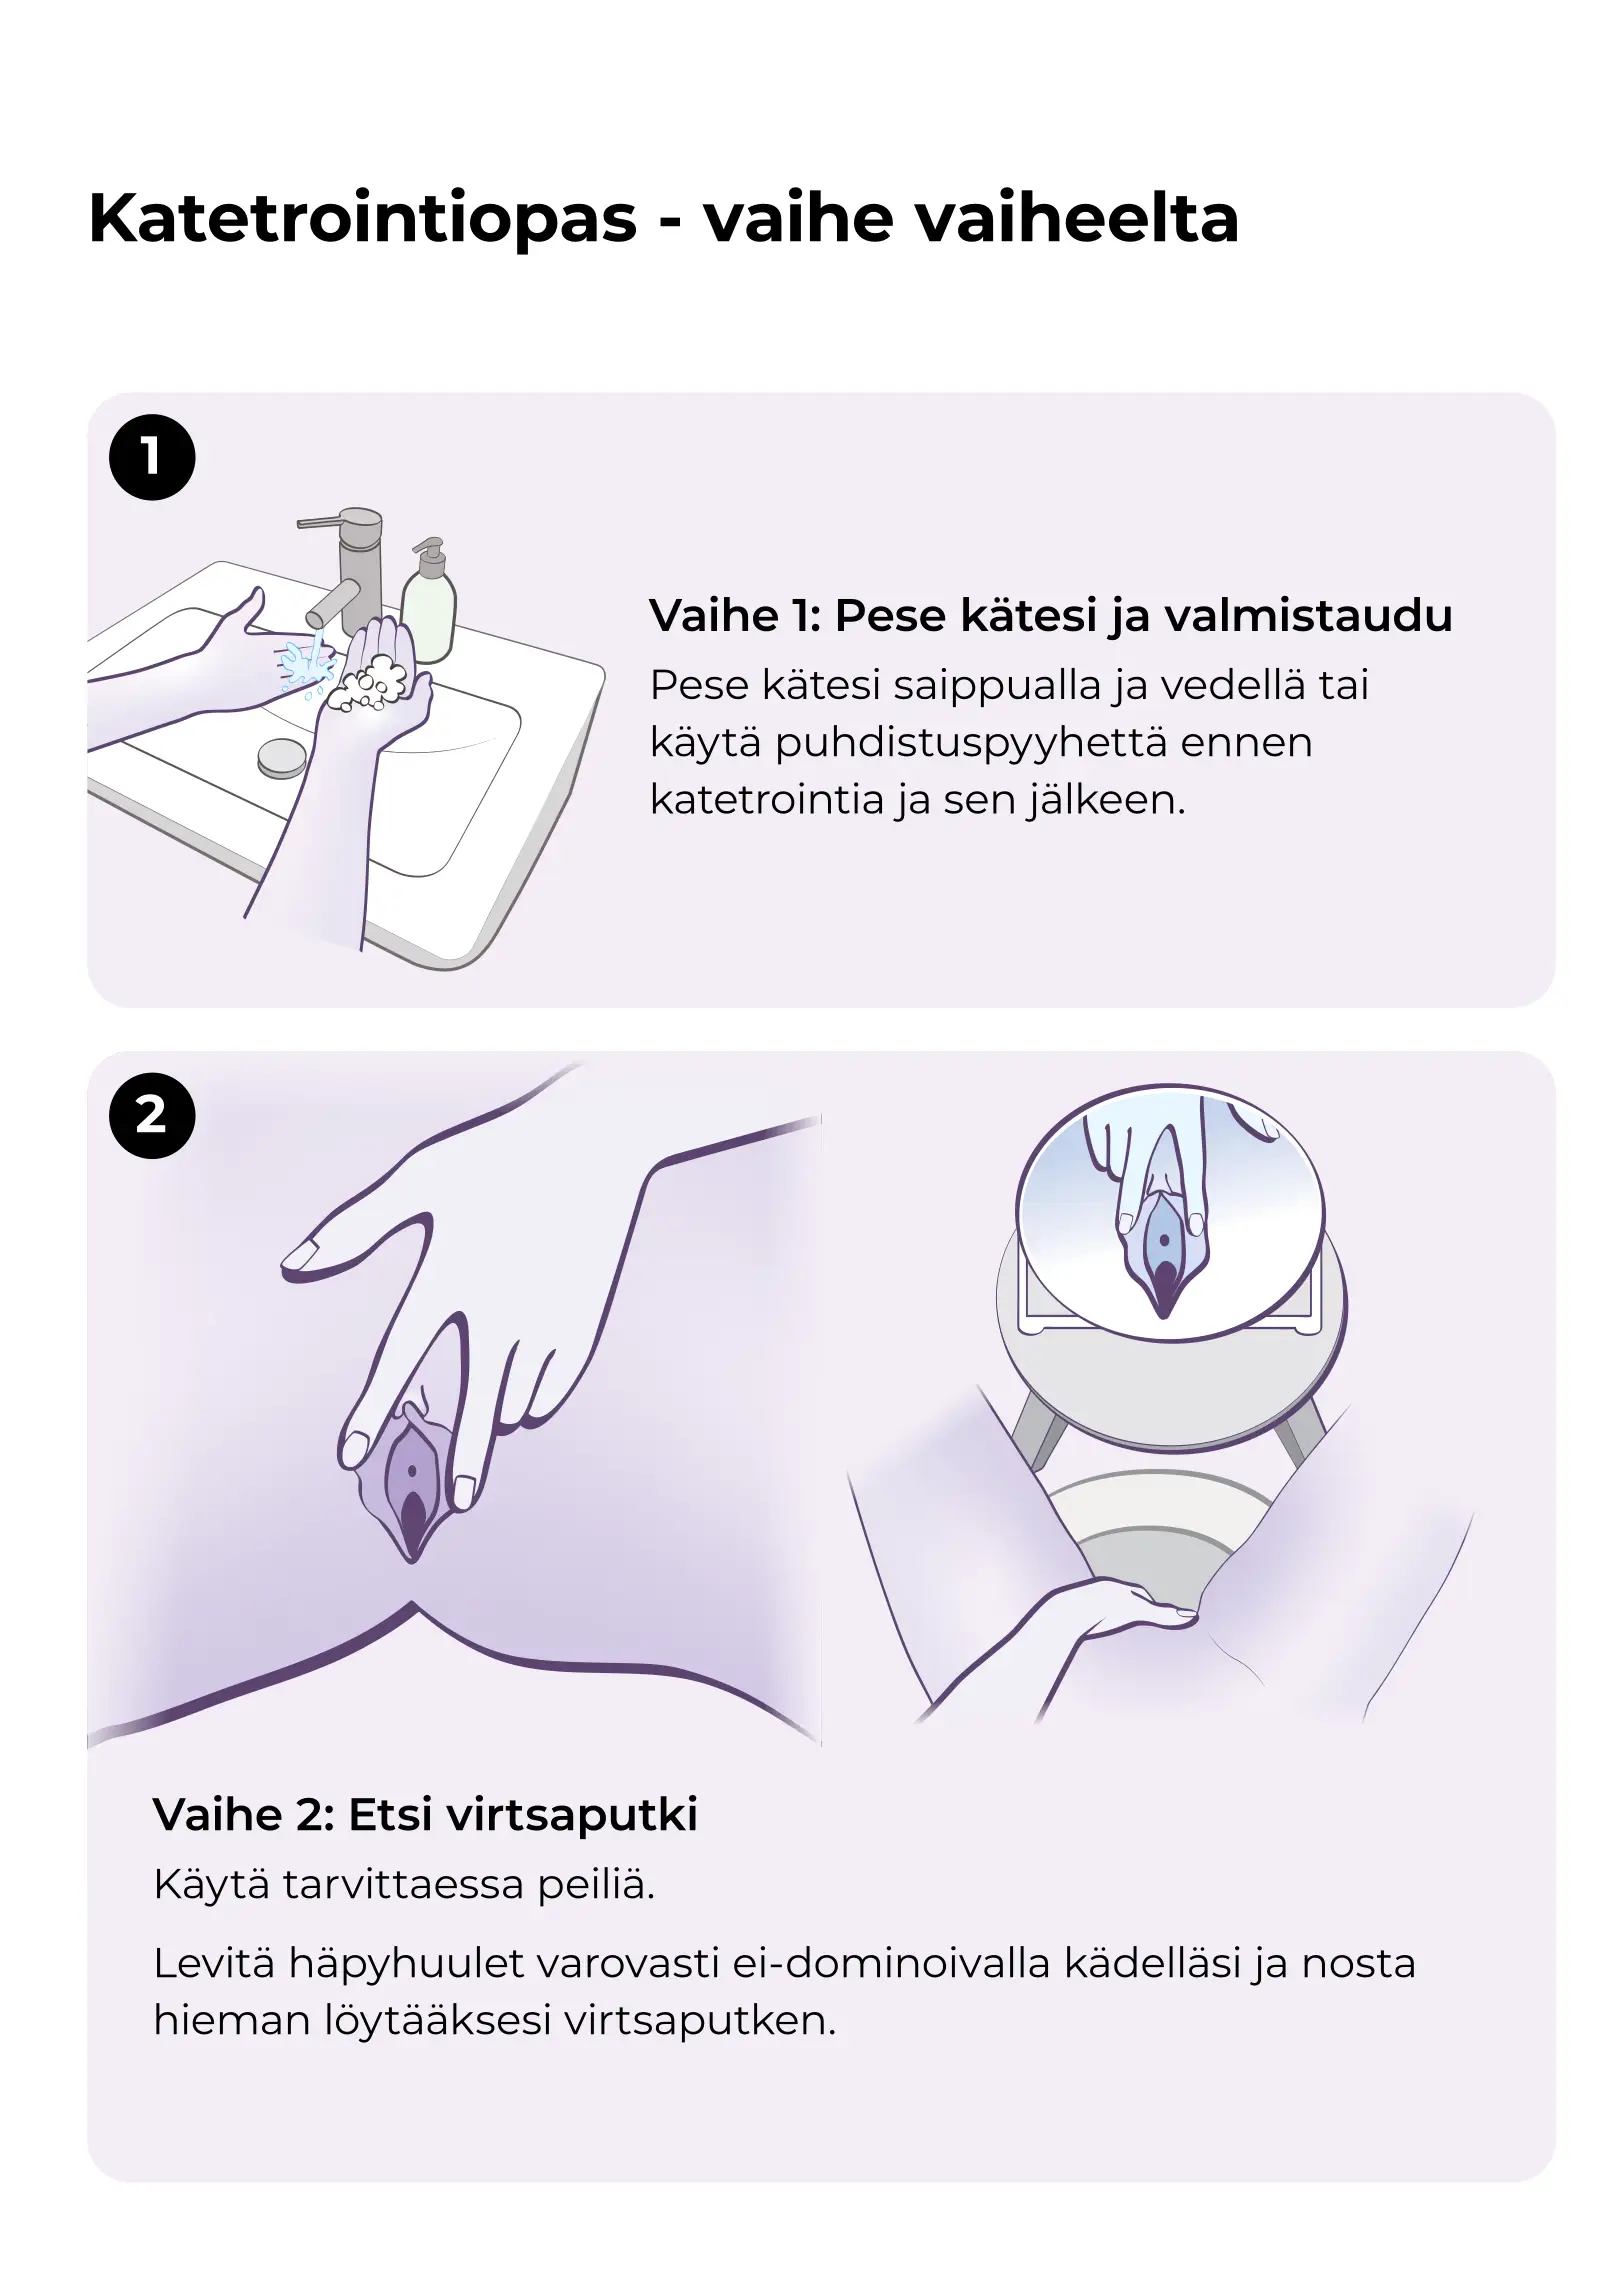 Katetrointiopas - vaihe vaiheelta
1
Vaihe 1: Pese kätesi ja valmistaudu
Pese kätesi saippualla ja vedellä tai
käytä puhdistuspyyhettä ennen
katetrointia ja sen jälkeen.
2
Vaihe 2: Etsi virtsaputki
Käytä tarvittaessa peiliä.
Levitä häpyhuulet varovasti ei-dominoivalla kädelläsi ja nosta
hieman löytääksesi virtsaputken.